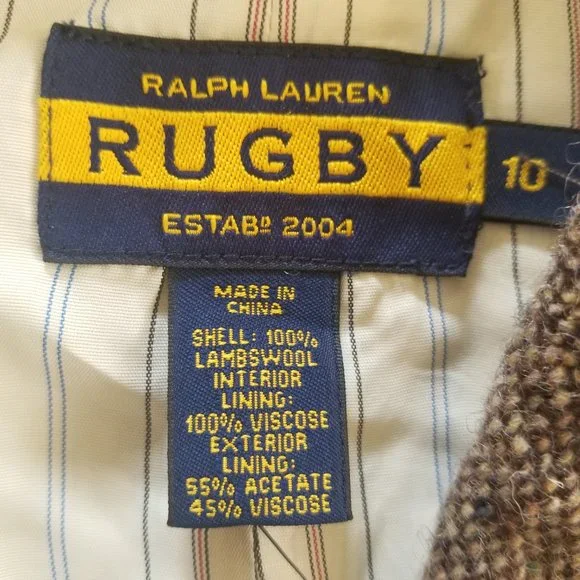 RALPH LAUREN
RUGBY
10
ESTABD 2004
MADE IN
CHINA
SHELL: 100%
LAMBSWOOL
INTERIOR
LINING:
100% VISCOSE
EXTERIOR
LINING:
55% ACETATE
45% VISCOSE